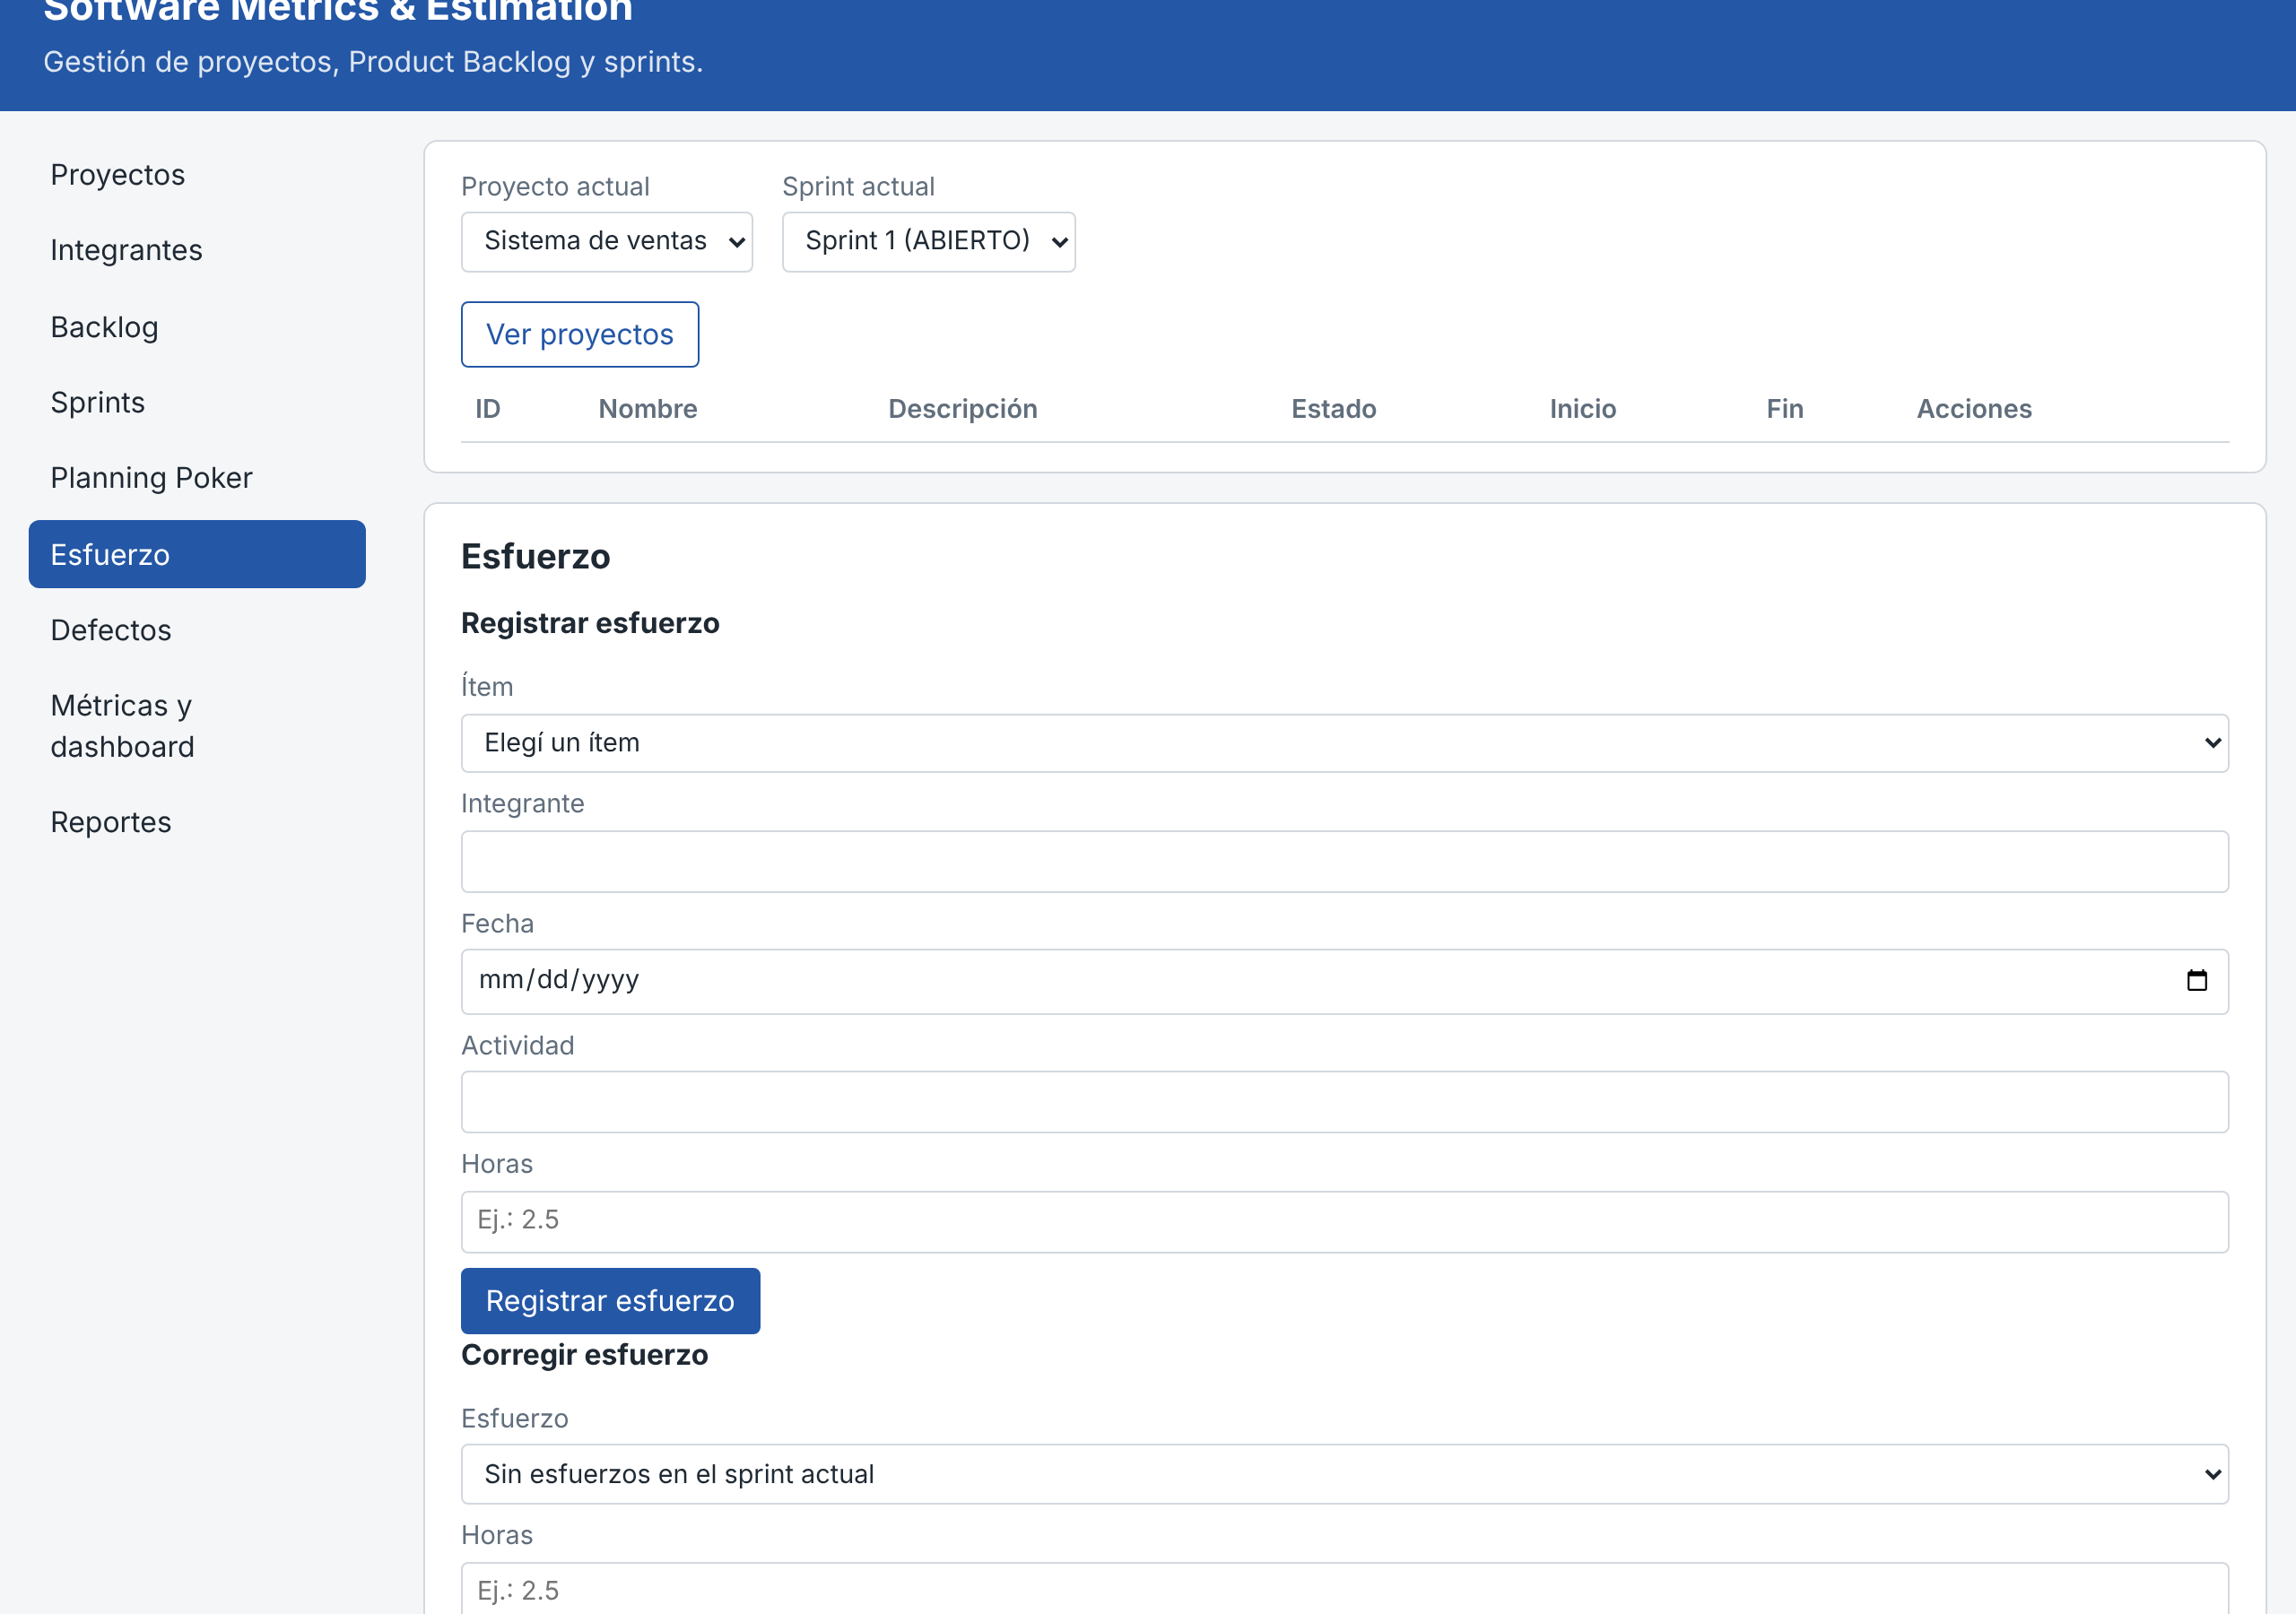 Software Metrics & Estimation
Gestión de proyectos, Product Backlog y sprints.
Proyectos
Integrantes
Backlog
Sprints
Planning Poker
Esfuerzo
Defectos
Métricas y
dashboard
Reportes
Proyecto actual
Sprint actual
Sistema de ventas
Sprint 1 (ABIERTO)
Ver proyectos
ID Nombre Descripción Estado Inicio Fin Acciones
Esfuerzo
Registrar esfuerzo
Ítem
Elegí un ítem
Integrante
Fecha
mm/dd/yyyy
Actividad
Horas
Ej.: 2.5
Registrar esfuerzo
Corregir esfuerzo
Esfuerzo
Sin esfuerzos en el sprint actual
Horas
Ej.: 2.5